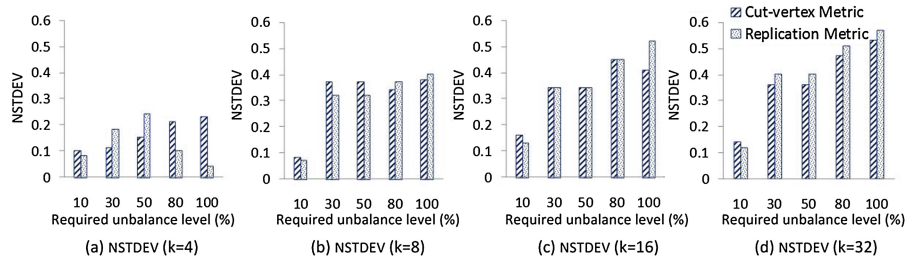 Cut-vertex Metric
Replication Metric
NSTDEV
0.6
0.5
0.4
0.3
0.2
0.1
0
10 30 50 80 100
Required unbalance level (%)
(a) NSTDEV (k=4)
NSTDEV
0.6
0.5
0.4
0.3
0.2
0.1
0
10 30 50 80 100
Required unbalance level (%)
(b) NSTDEV (k=8)
NSTDEV
0.6
0.5
0.4
0.3
0.2
0.1
0
10 30 50 80 100
Required unbalance level (%)
(c) NSTDEV (k=16)
NSTDEV
0.6
0.5
0.4
0.3
0.2
0.1
0
10 30 50 80 100
Required unbalance level (%)
(d) NSTDEV (k=32)